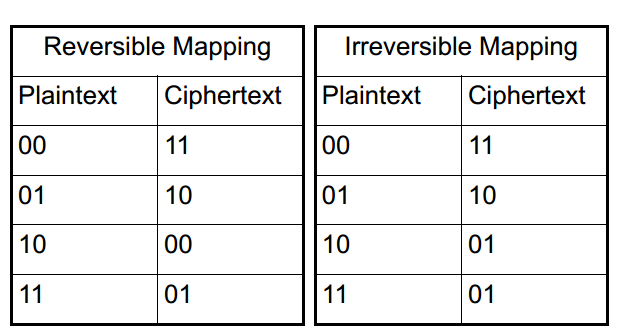 Reversible Mapping
Plaintext Ciphertext
00 11
01 10
10 00
11 01
Irreversible Mapping
Plaintext Ciphertext
00 11
01 10
10 01
11 01